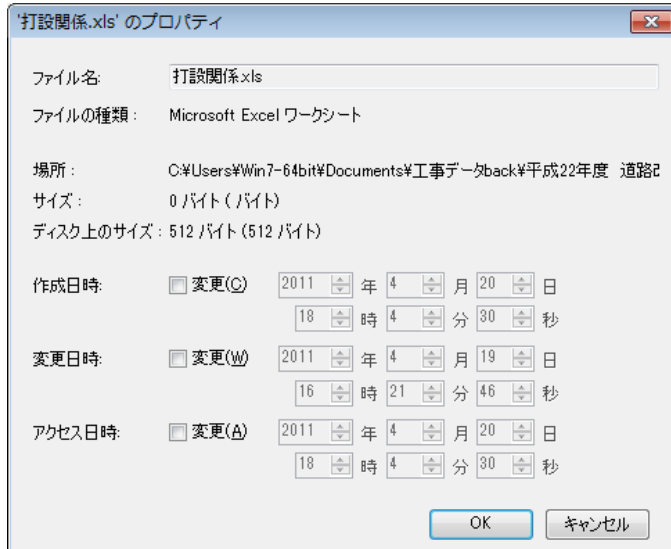 '打設関係.xls' のプロパティ
ファイル名: 打設関係.xls
ファイルの種類 : Microsoft Excel ワークシート
場所 : C:¥Users¥Win7-64bit¥Documents¥工事データback¥平成22年度 道路
サイズ : 0 バイト ( バイト)
ディスク上のサイズ : 512 バイト (512 バイト)
作成日時: 変更(C) 2011 年 4 月 20 日
18 時 4 分 30 秒
変更日時: 変更(W) 2011 年 4 月 19 日
16 時 21 分 46 秒
アクセス日時: 変更(A) 2011 年 4 月 20 日
18 時 4 分 30 秒
OK キャンセル